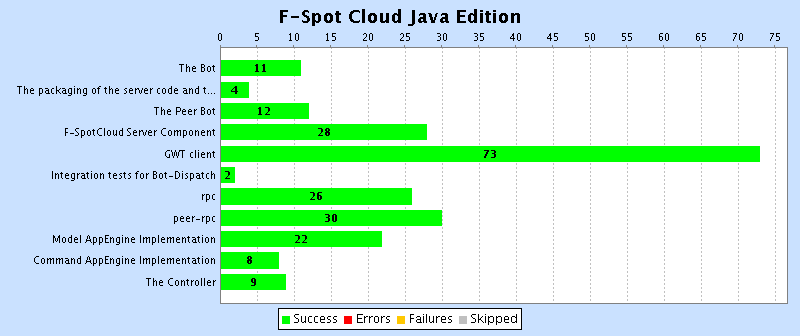 F-Spot Cloud Java Edition
0 5 10 15 20 25 30 35 40 45 50 55 60 65 70 75
The Bot 11
The packaging of the server code and t... 4
The Peer Bot 12
F-SpotCloud Server Component 28
GWT client 73
Integration tests for Bot-Dispatch 2
rpc 26
peer-rpc 30
Model AppEngine Implementation 22
Command AppEngine Implementation 8
The Controller 9
Success Errors Failures Skipped